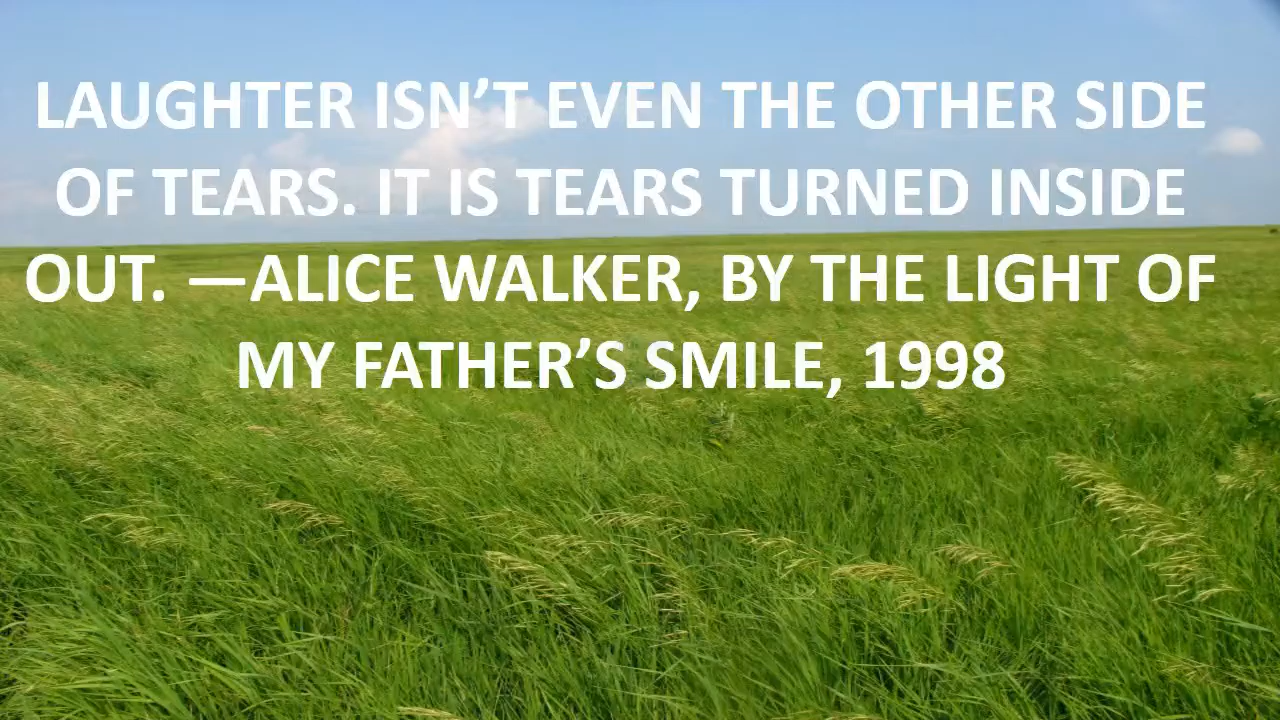 LAUGHTER ISN’T EVEN THE OTHER SIDE
OF TEARS. IT IS TEARS TURNED INSIDE
OUT. —ALICE WALKER, BY THE LIGHT OF
MY FATHER’S SMILE, 1998